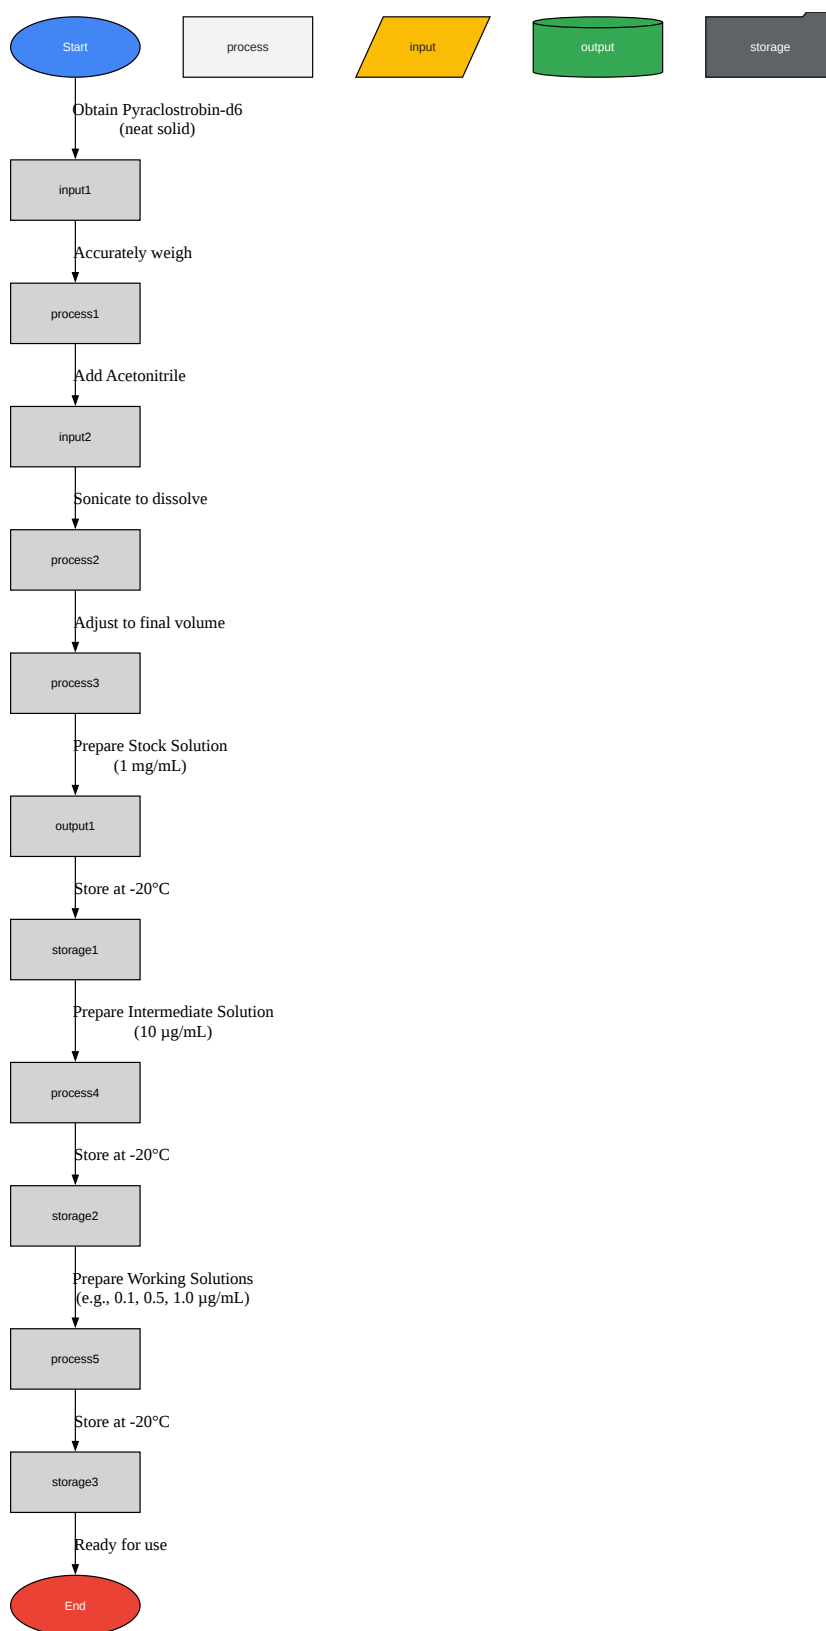 Start
process
input
output
storage
Obtain Pyraclostrobin-d6
(neat solid)
input1
Accurately weigh
process1
Add Acetonitrile
input2
Sonicate to dissolve
process2
Adjust to final volume
process3
Prepare Stock Solution
(1 mg/mL)
output1
Store at -20°C
storage1
Prepare Intermediate Solution
(10 µg/mL)
process4
Store at -20°C
storage2
Prepare Working Solutions
(e.g., 0.1, 0.5, 1.0 µg/mL)
process5
Store at -20°C
storage3
Ready for use
End